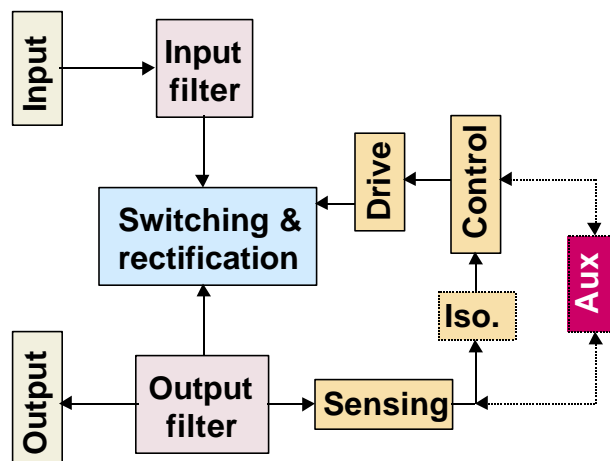 Input
Input
filter
Switching &
rectification
Drive
Control
Aux
Iso.
Output
Output
filter
Sensing